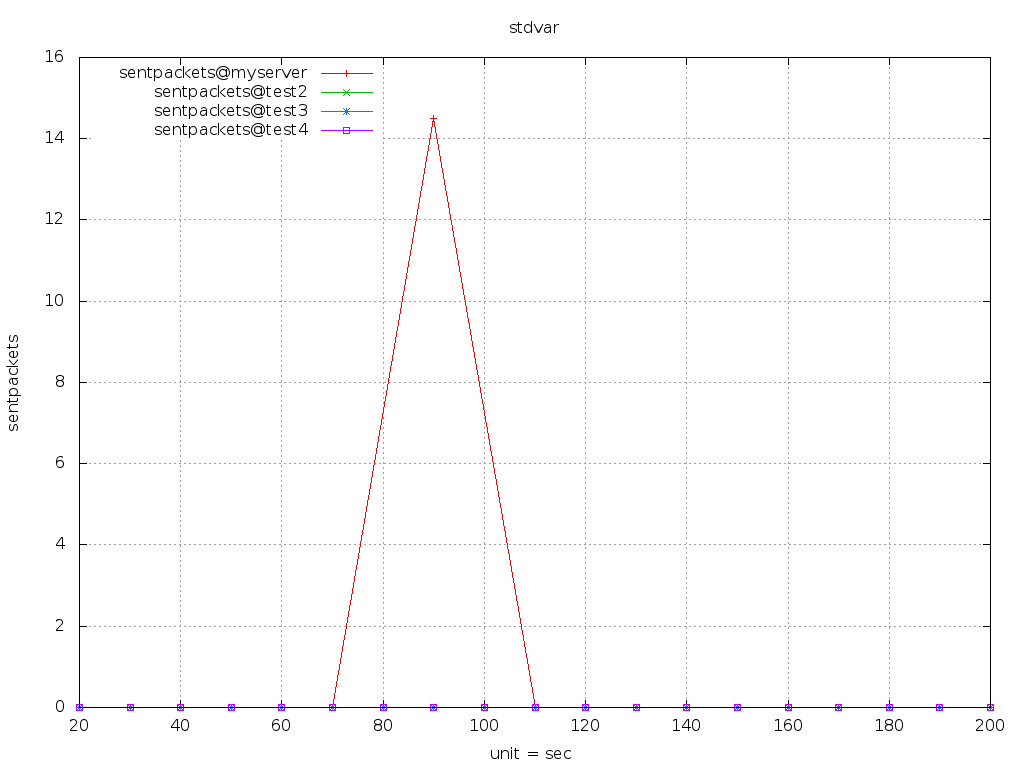 stdvar
16
14
12
10
8
6
4
2
0
sentpackets@myserver
sentpackets@test2
sentpackets@test3
sentpackets@test4
sentpackets
20 40 60 80 100 120 140 160 180 200
unit = sec